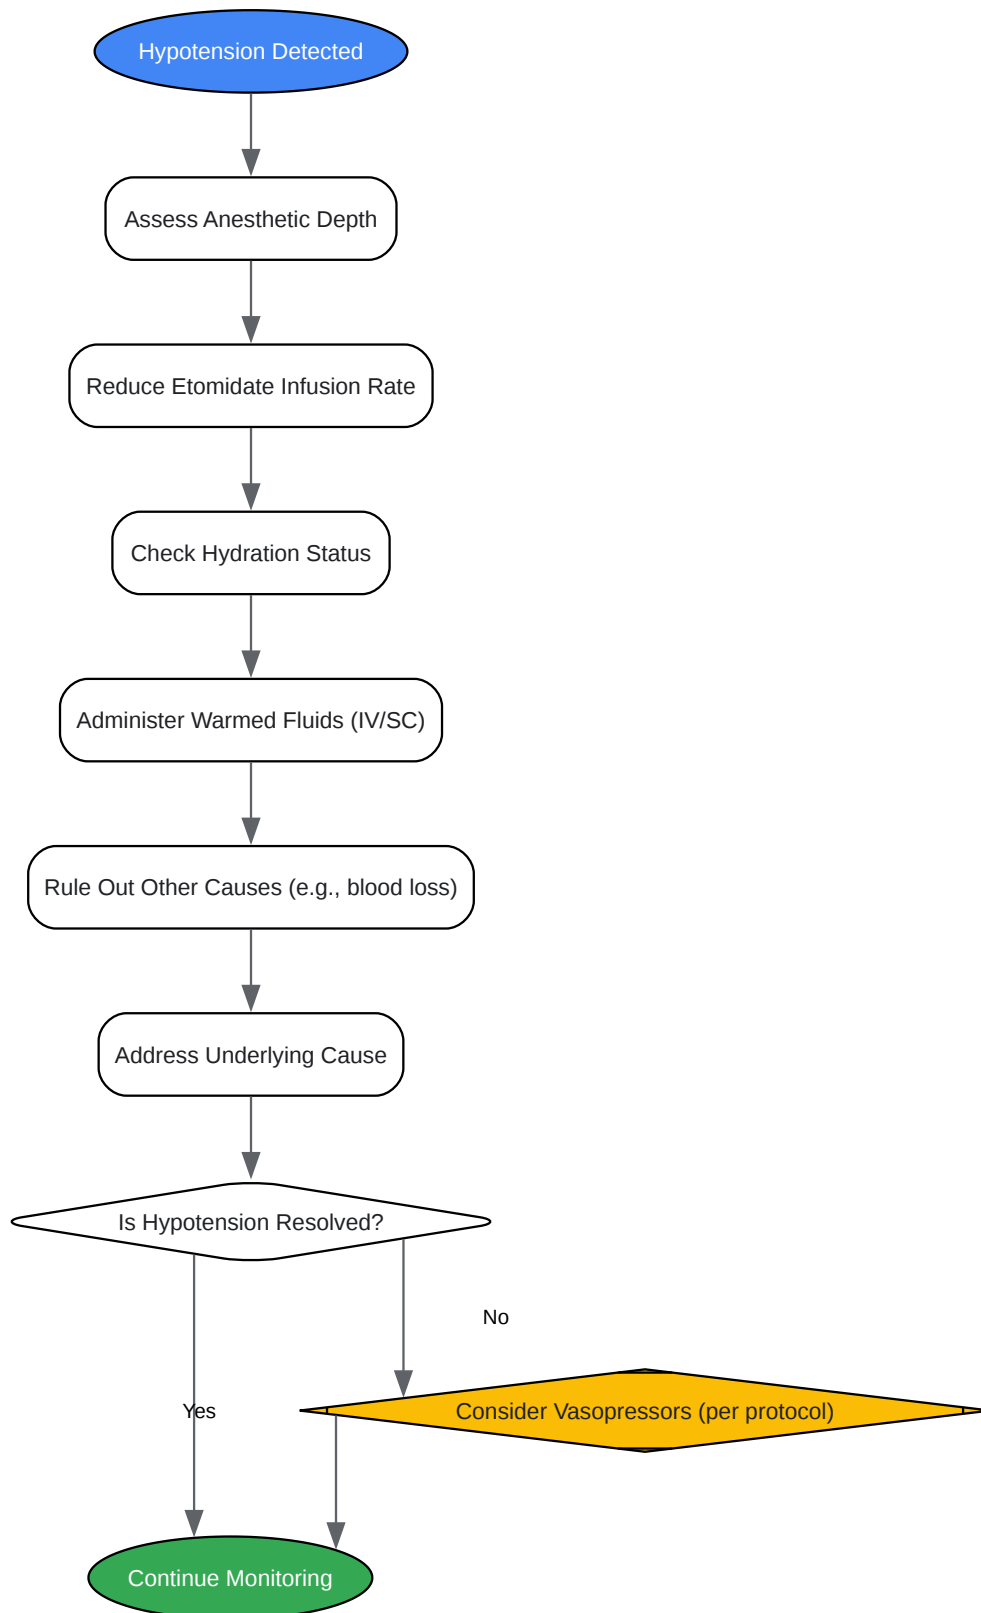 Hypotension Detected
Assess Anesthetic Depth
Reduce Etomidate Infusion Rate
Check Hydration Status
Administer Warmed Fluids (IV/SC)
Rule Out Other Causes (e.g., blood loss)
Address Underlying Cause
Is Hypotension Resolved?
No
Yes
Consider Vasopressors (per protocol)
Continue Monitoring